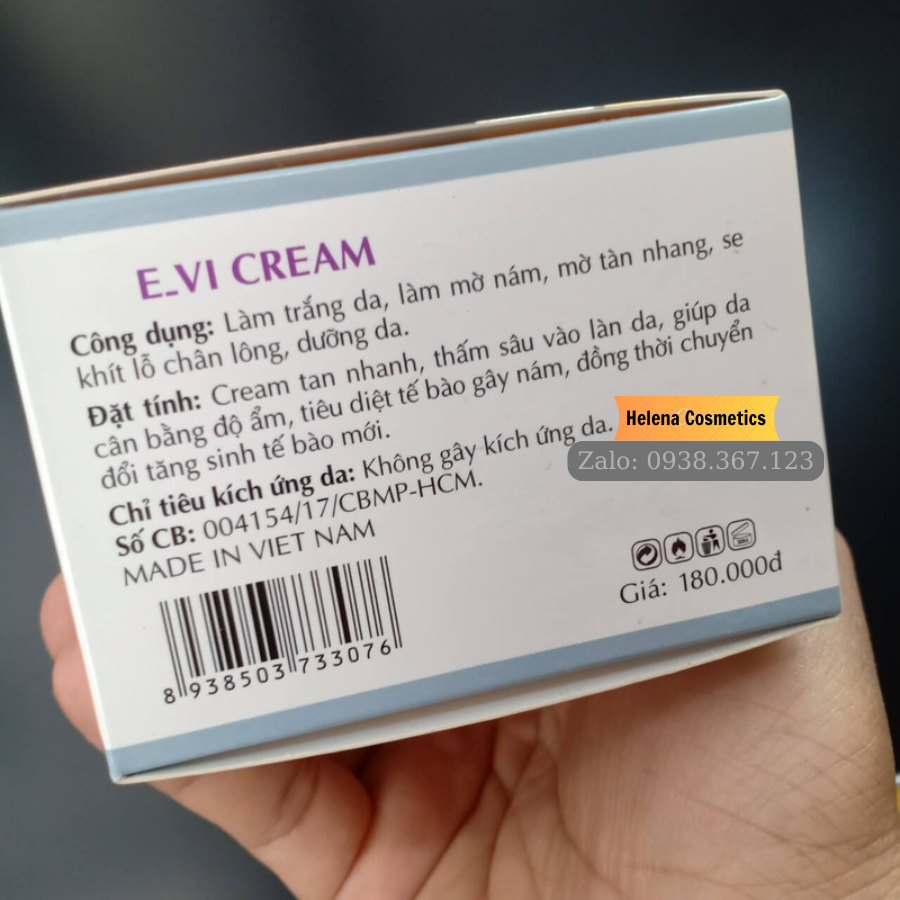 E_VI CREAM
Công dụng: Làm trắng da, làm mờ nám, mờ tàn nhang, se
khít lỗ chân lông, dưỡng da.
Đặt tính: Cream tan nhanh, thấm sâu vào làn da, giúp da
cân bằng độ ẩm, tiêu diệt tế bào gây nám, đồng thời chuyển
đổi tăng sinh tế bào mới.
Chỉ tiêu kích ứng da: Không gây kích ứng da.
Helena Cosmetics
Zalo: 0938.367.123
Số CB: 004154/17/CBMP-HCM.
MADE IN VIET NAM
Giá: 180.000đ
8 938503 733076